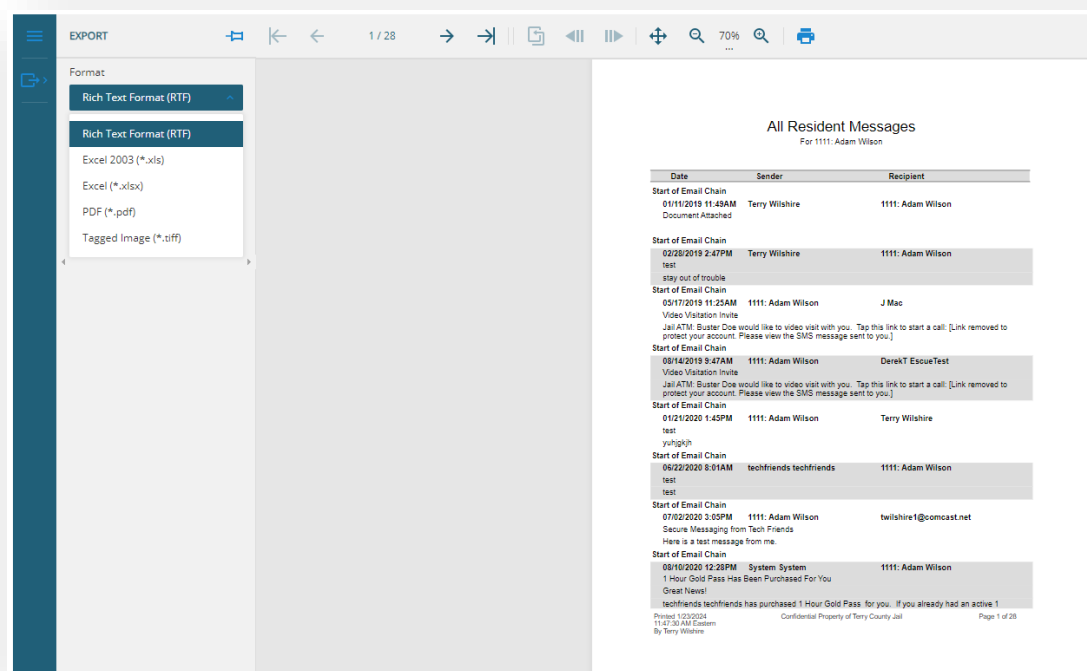 EXPORT
1 / 28
70%
...
Format
Rich Text Format (RTF)
Rich Text Format (RTF)
Excel 2003 (*.xls)
Excel (*.xlsx)
PDF (*.pdf)
Tagged Image (*.tiff)
All Resident Messages
For 1111: Adam Wilson
Date Sender Recipient
Start of Email Chain
01/11/2019 11:49AM Terry Wilshire 1111: Adam Wilson
Document Attached
Start of Email Chain
02/28/2019 2:47PM Terry Wilshire 1111: Adam Wilson
test
stay out of trouble
Start of Email Chain
05/17/2019 11:25AM 1111: Adam Wilson J Mac
Video Visitation Invite
Jail ATM: Buster Doe would like to video visit with you. Tap this link to start a call: [Link removed to
protect your account. Please view the SMS message sent to you.]
Start of Email Chain
08/14/2019 9:47AM 1111: Adam Wilson DerekT EscueTest
Video Visitation Invite
Jail ATM: Buster Doe would like to video visit with you. Tap this link to start a call: [Link removed to
protect your account. Please view the SMS message sent to you.]
Start of Email Chain
01/21/2020 1:45PM 1111: Adam Wilson Terry Wilshire
test
yuhjgkjh
Start of Email Chain
06/22/2020 8:01AM techfriends techfriends 1111: Adam Wilson
test
test
Start of Email Chain
07/02/2020 3:05PM 1111: Adam Wilson twilshire1@comcast.net
Secure Messaging from Tech Friends
Here is a test message from me.
Start of Email Chain
08/10/2020 12:28PM System System 1111: Adam Wilson
1 Hour Gold Pass Has Been Purchased For You
Great News!
techfriends techfriends has purchased 1 Hour Gold Pass for you. If you already had an active 1
Printed 1/23/2024 Confidential Property of Terry County Jail Page 1 of 28
11:47:30 AM Eastern
By Terry Wilshire